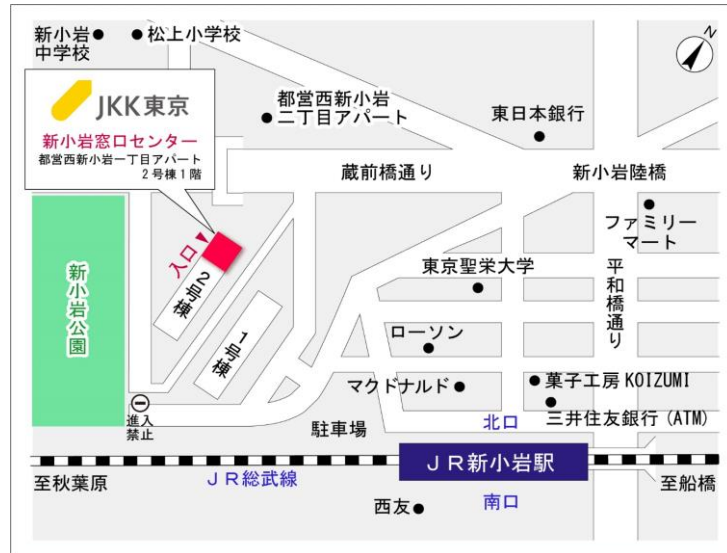 新小岩
中学校
松上小学校
N
JKK東京
新小岩窓口センター
都営西新小岩一丁目アパート
2号棟1階
都営西新小岩
二丁目アパート
東日本銀行
蔵前橋通り
新小岩陸橋
ファミリー
マート
入口
新小岩公園
2号棟
1号棟
東京聖栄大学
平和橋通り
ローソン
マクドナルド
菓子工房 KOIZUMI
三井住友銀行 (ATM)
進入
禁止
駐車場
北口
JR新小岩駅
至秋葉原
JR総武線
至船橋
西友
南口